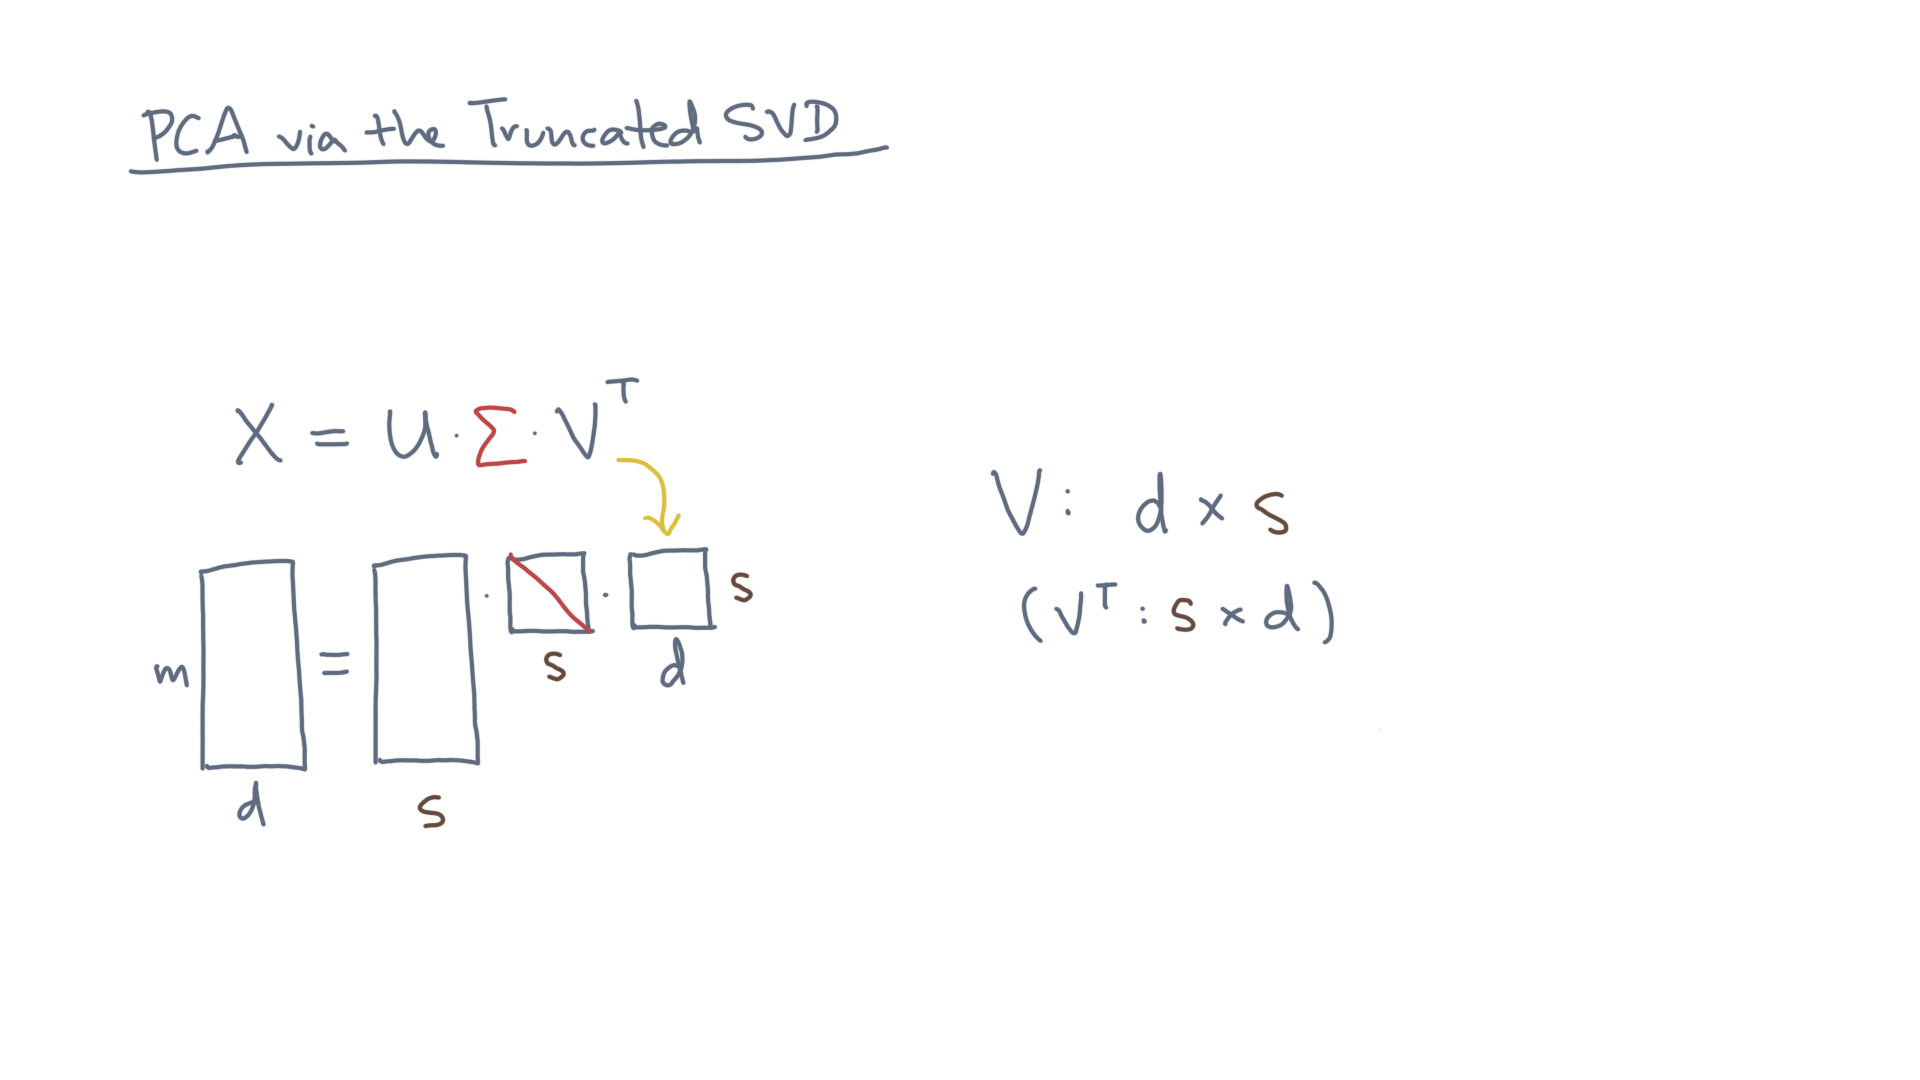 PCA via the Truncated SVD
X = U · Σ · V^T
V: d × s
(V^T: s × d)
m = · · s
s d
d s